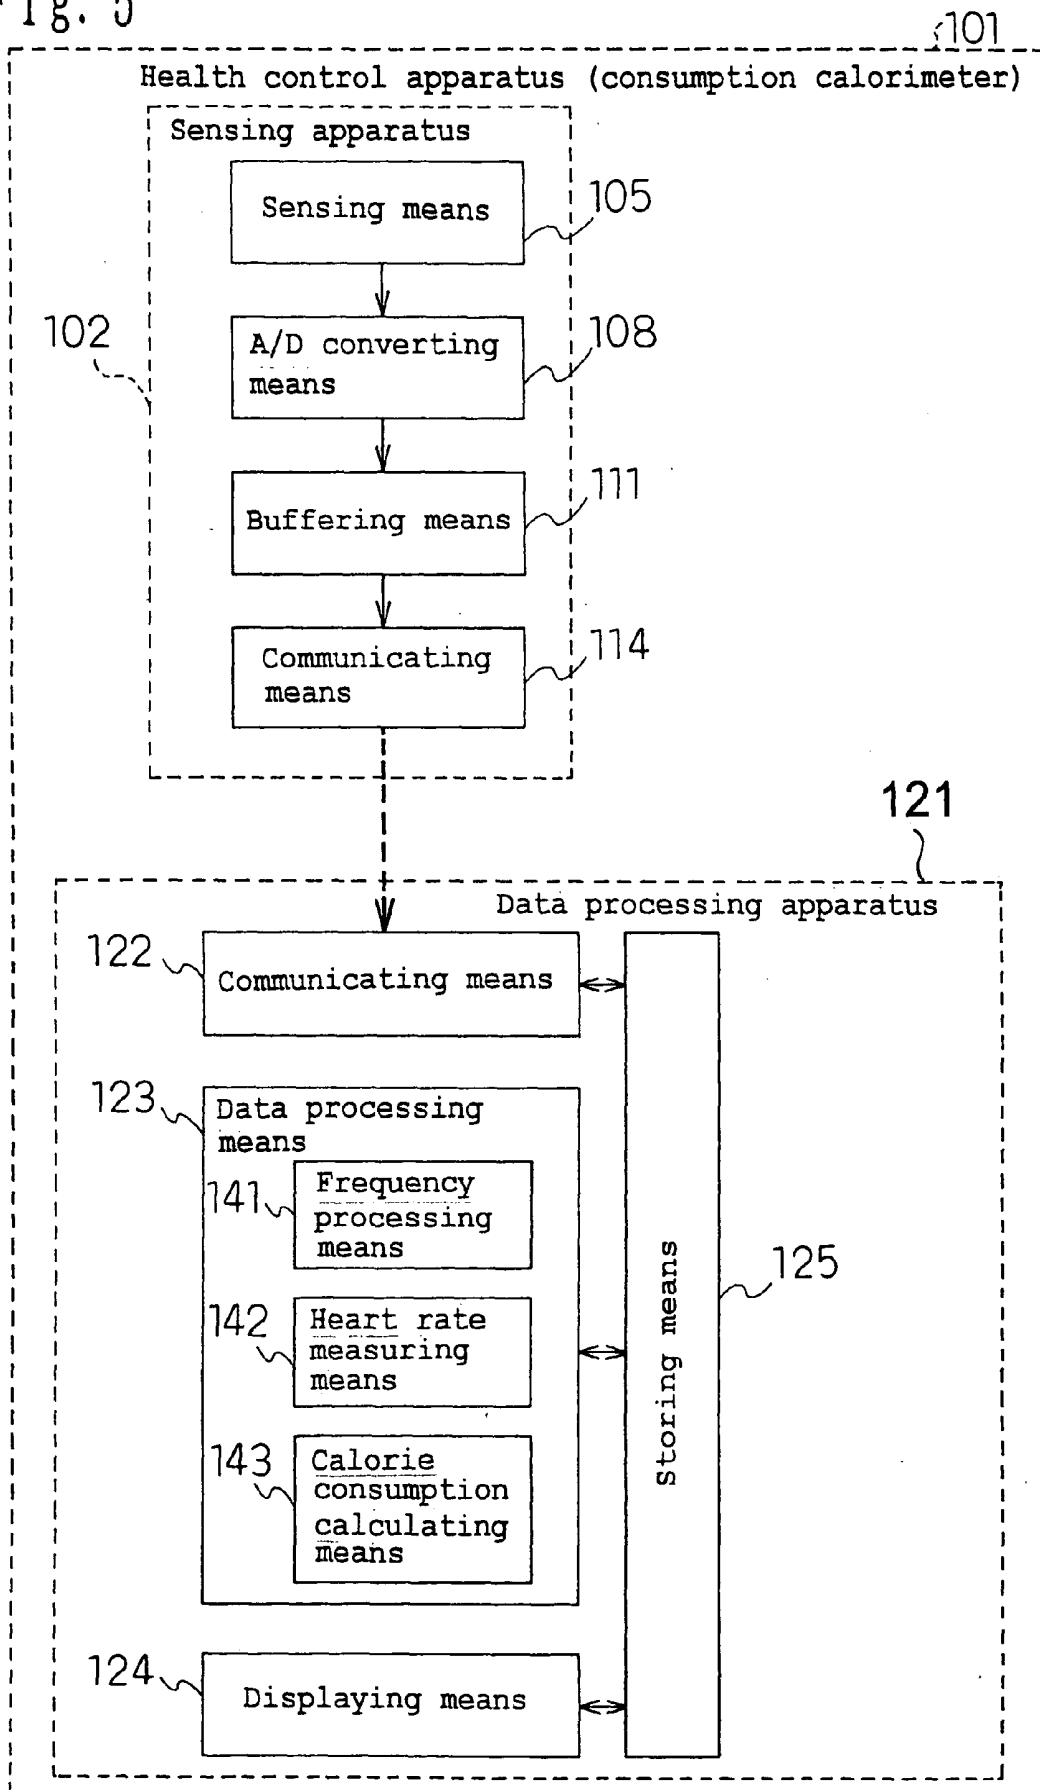 Fig. 5
101
Health control apparatus (consumption calorimeter)
Sensing apparatus
Sensing means
105
102
A/D converting
means
108
Buffering means
111
Communicating
means
114
121
Data processing apparatus
122
Communicating means
123
Data processing
means
141
Frequency
processing
means
142
Heart rate
measuring
means
143
Calorie
consumption
calculating
means
Storing means
125
124
Displaying means